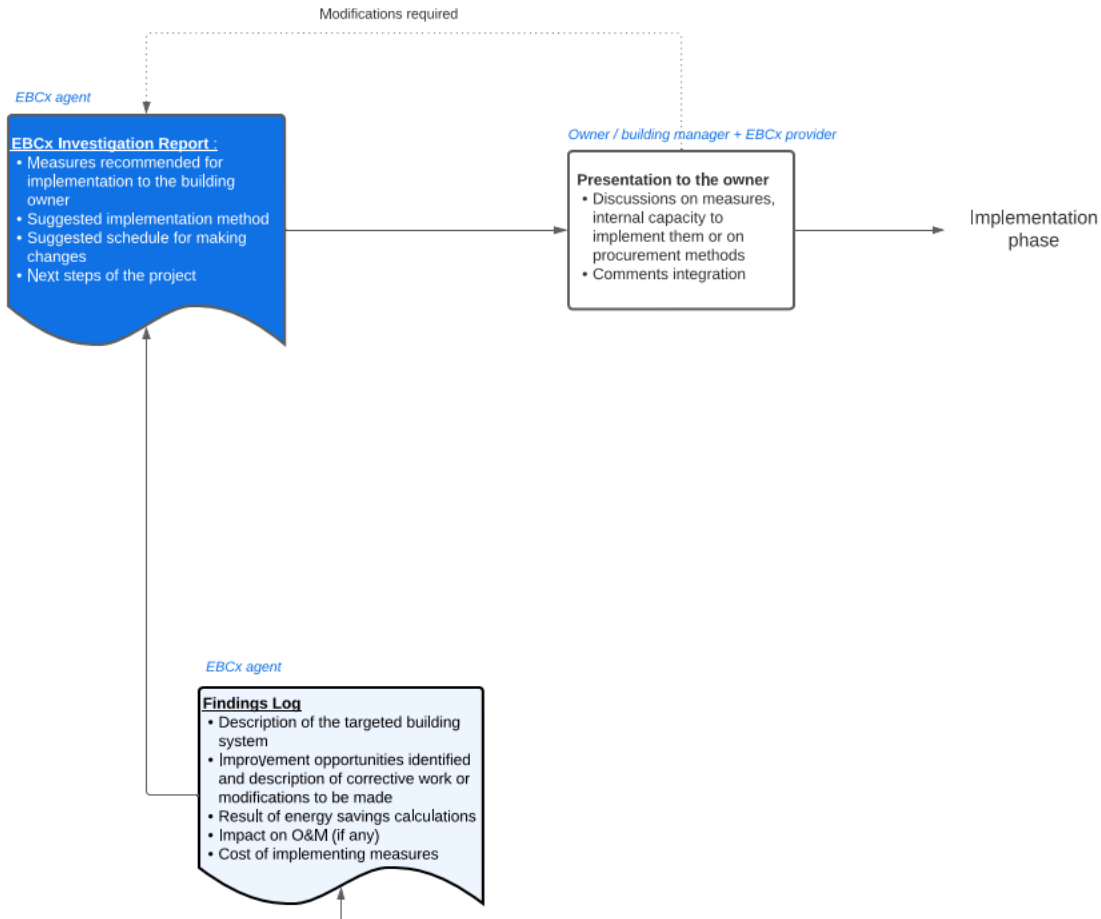 Modifications required
EBCx agent
EBCx Investigation Report :
• Measures recommended for
implementation to the building
owner
• Suggested implementation method
• Suggested schedule for making
changes
• Next steps of the project
Owner / building manager + EBCx provider
Presentation to the owner
• Discussions on measures,
internal capacity to
implement them or on
procurement methods
• Comments integration
Implementation
phase
EBCx agent
Findings Log
• Description of the targeted building
system
• Improvement opportunities identified
and description of corrective work or
modifications to be made
• Result of energy savings calculations
• Impact on O&M (if any)
• Cost of implementing measures